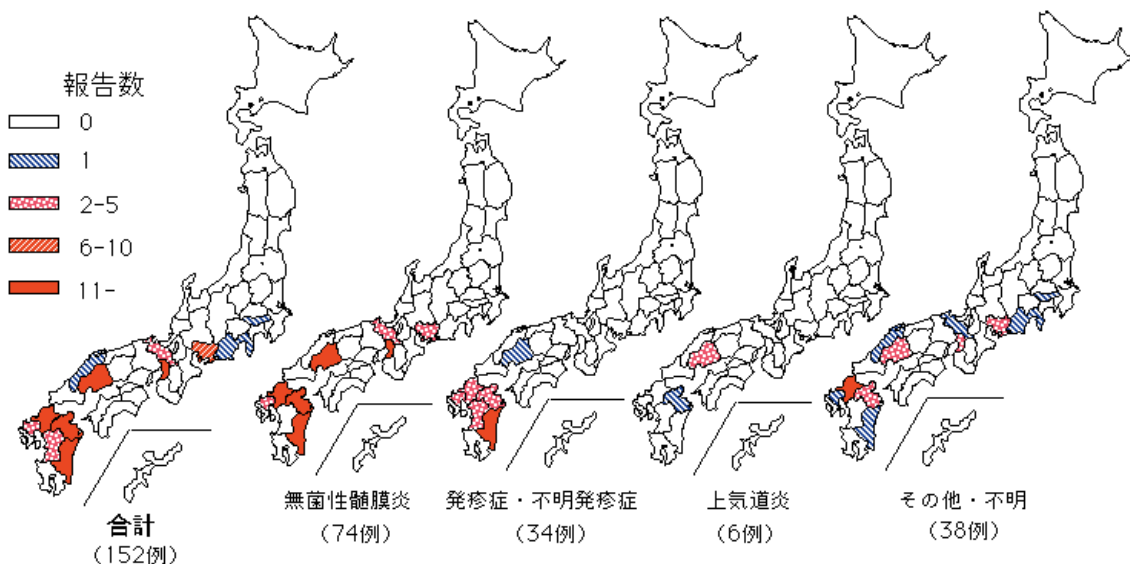 報告数
0
1
2-5
6-10
11-
合計
(152例)
無菌性髄膜炎
(74例)
発疹症・不明発疹症
(34例)
上気道炎
(6例)
その他・不明
(38例)